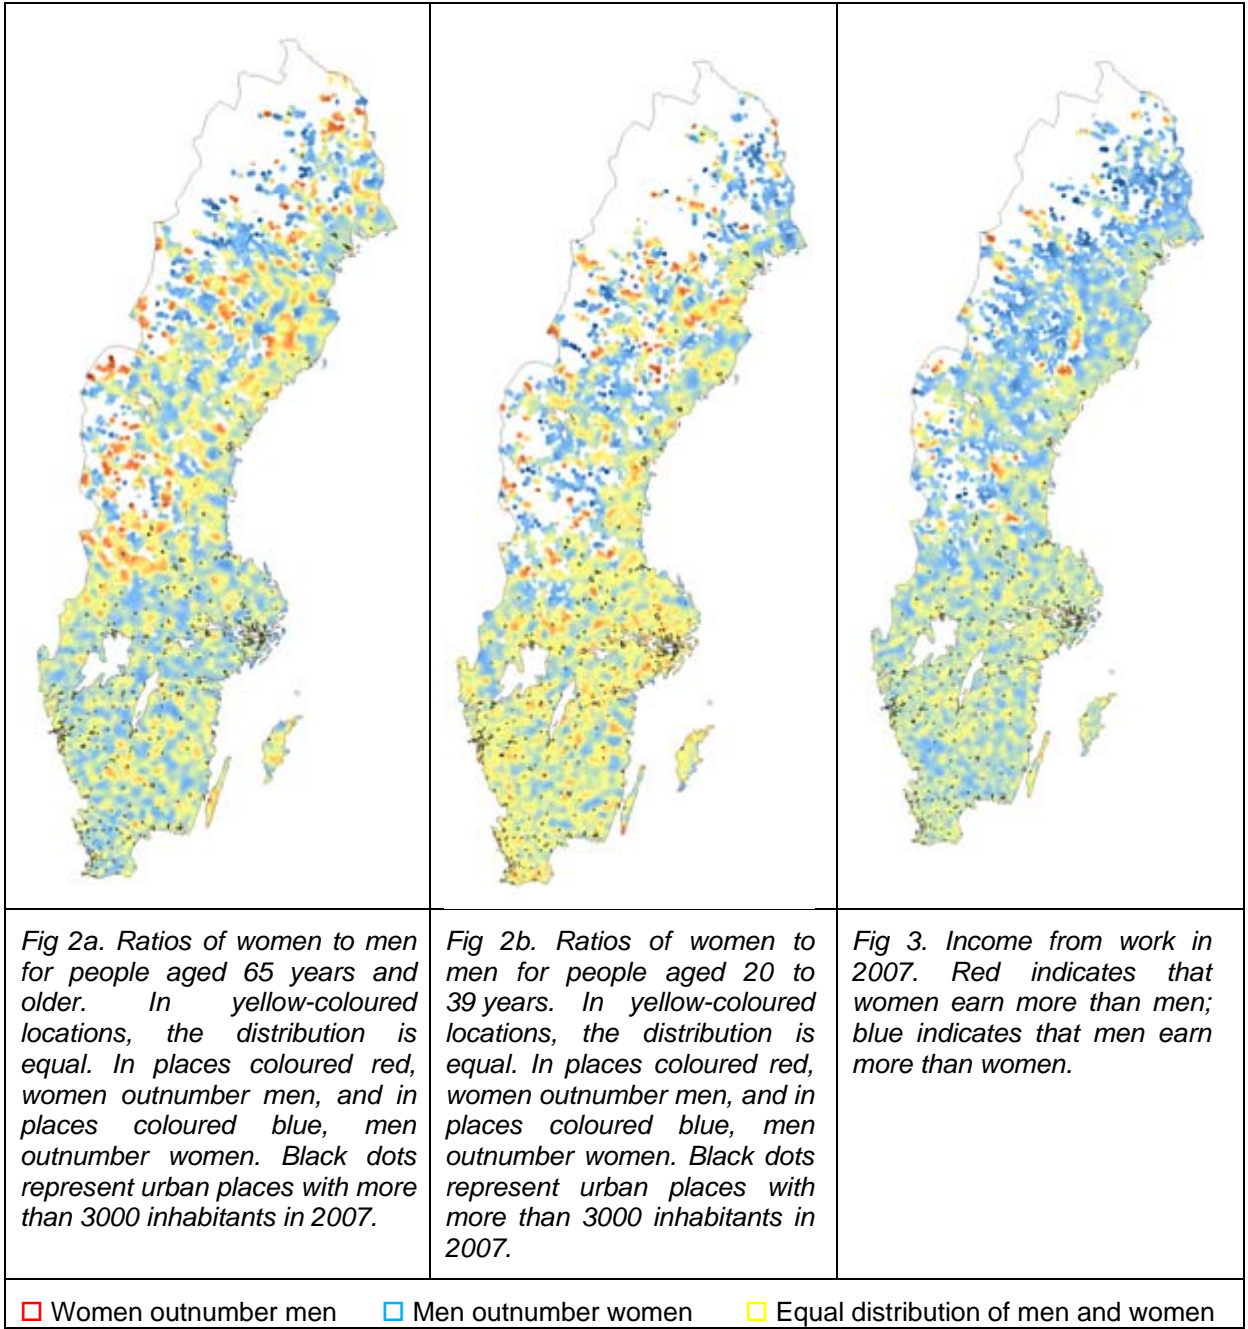 Fig 2a. Ratios of women to men
for people aged 65 years and
older. In yellow-coloured
locations, the distribution is
equal. In places coloured red,
women outnumber men, and in
places coloured blue, men
outnumber women. Black dots
represent urban places with more
than 3000 inhabitants in 2007.
Fig 2b. Ratios of women to
men for people aged 20 to
39 years. In yellow-coloured
locations, the distribution is
equal. In places coloured red,
women outnumber men, and in
places coloured blue, men
outnumber women. Black dots
represent urban places with
more than 3000 inhabitants in
2007.
Fig 3. Income from work in
2007. Red indicates that
women earn more than men;
blue indicates that men earn
more than women.
Women outnumber men Men outnumber women Equal distribution of men and women